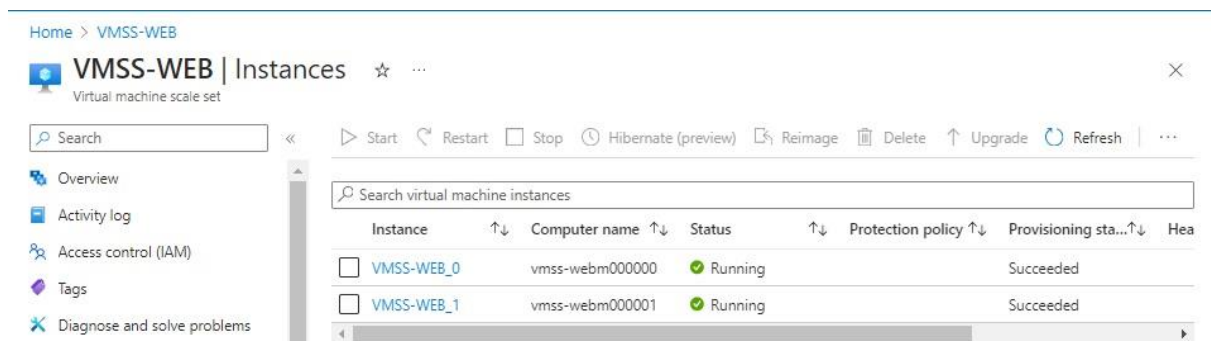 Home > VMSS-WEB
VMSS-WEB | Instances ☆ ...
Virtual machine scale set
Search «
Start Restart Stop Hibernate (preview) Reimage Delete Upgrade Refresh | ...
Overview
Search virtual machine instances
Activity log
Instance ↑↓ Computer name ↑↓ Status ↑↓ Protection policy ↑↓ Provisioning sta...↑↓ Hea
Access control (IAM)
VMSS-WEB_0 vmss-webm000000 Running Succeeded
Tags
VMSS-WEB_1 vmss-webm000001 Running Succeeded
Diagnose and solve problems